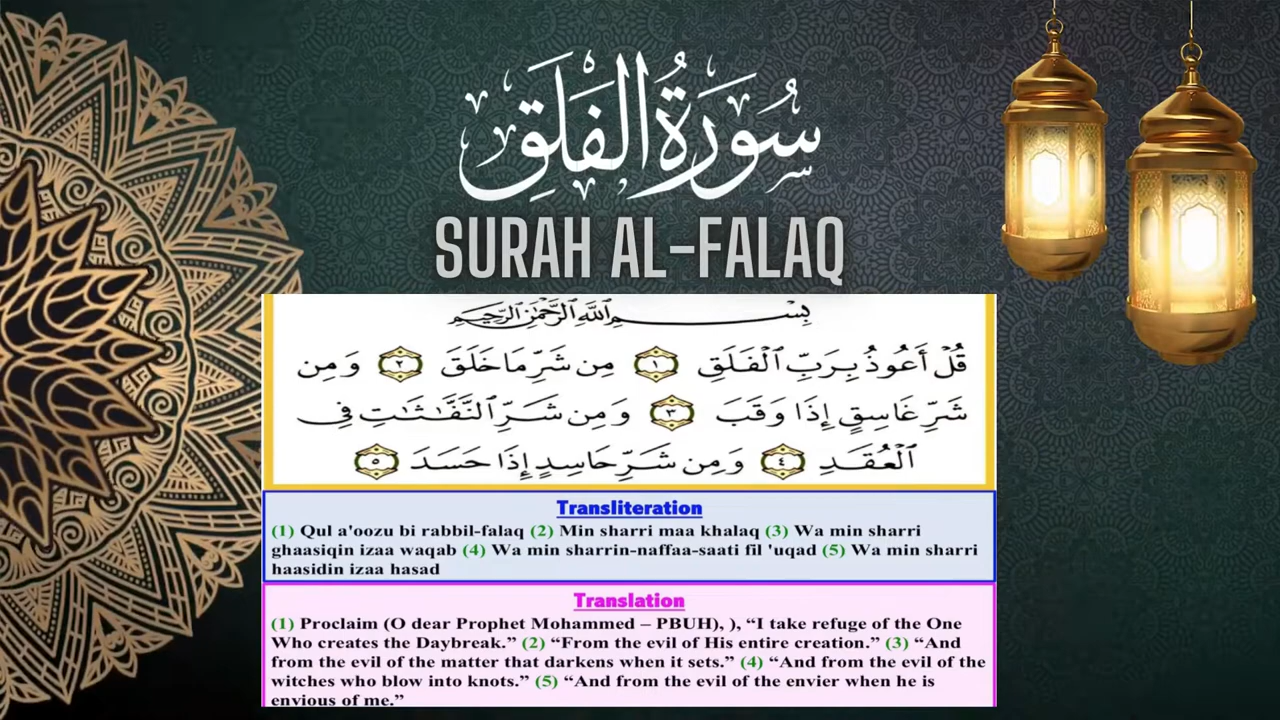 سُورَةُ الفَلَقِ
SURAH AL-FALAQ
بِسْمِ ٱللَّهِ ٱلرَّحْمَٰنِ ٱلرَّحِيمِ
قُلْ أَعُوذُ بِرَبِّ ٱلْفَلَقِ ١ مِن شَرِّ مَا خَلَقَ ٢ وَمِن
شَرِّ غَاسِقٍ إِذَا وَقَبَ ٣ وَمِن شَرِّ ٱلنَّفَّٰثَٰتِ فِى
ٱلْعُقَدِ ٤ وَمِن شَرِّ حَاسِدٍ إِذَا حَسَدَ ٥
Transliteration
(1) Qul a'oozu bi rabbil-falaq (2) Min sharri maa khalaq (3) Wa min sharri
ghaasiqin izaa waqab (4) Wa min sharrin-naffaa-saati fil 'uqad (5) Wa min sharri
haasidin izaa hasad
Translation
(1) Proclaim (O dear Prophet Mohammed – PBUH), ), “I take refuge of the One
Who creates the Daybreak.” (2) “From the evil of His entire creation.” (3) “And
from the evil of the matter that darkens when it sets.” (4) “And from the evil of the
witches who blow into knots.” (5) “And from the evil of the envier when he is
envious of me.”